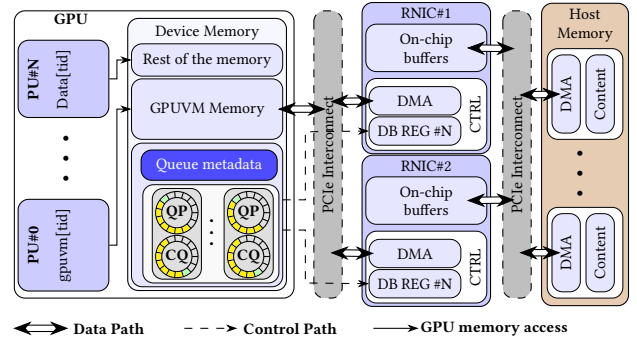 GPU
PU#N
Data[tid]
PU#0
gpuvm[tid]
Device Memory
Rest of the memory
GPUVM Memory
Queue metadata
QP
QP
CQ
CQ
PCIe Interconnect
RNIC#1
On-chip
buffers
DMA
DB REG #N
CTRL
RNIC#2
On-chip
buffers
DMA
DB REG #N
CTRL
PCIe Interconnect
Host
Memory
DMA
Content
DMA
Content
Data Path
Control Path
GPU memory access